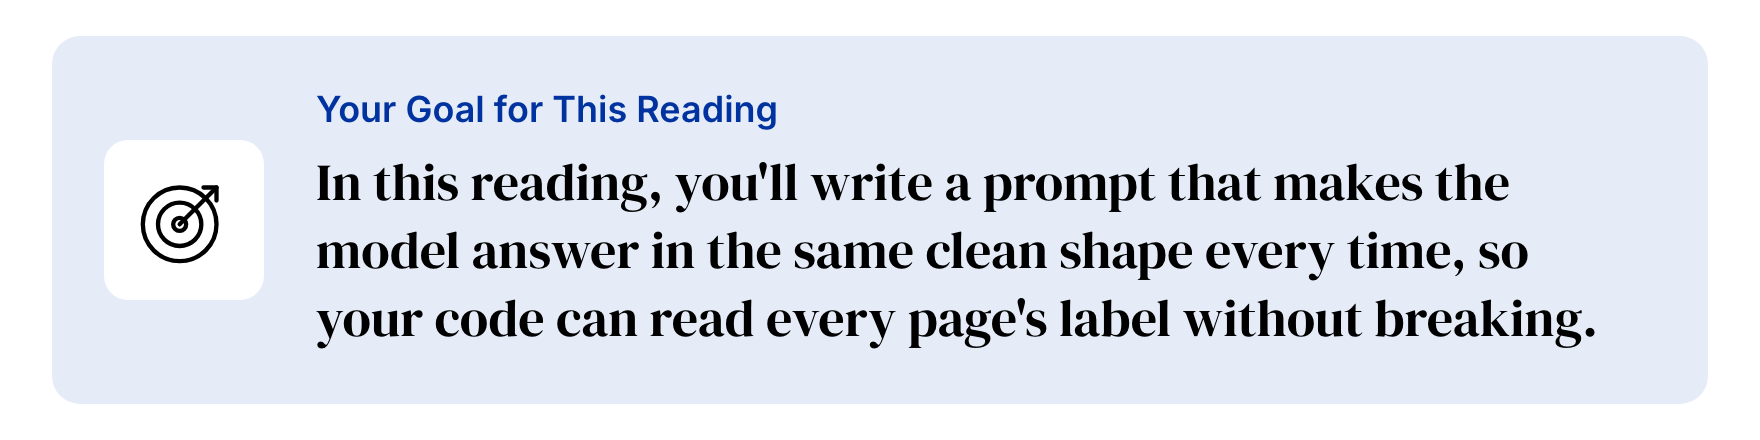 Your Goal for This Reading
In this reading, you'll write a prompt that makes the
model answer in the same clean shape every time, so
your code can read every page's label without breaking.